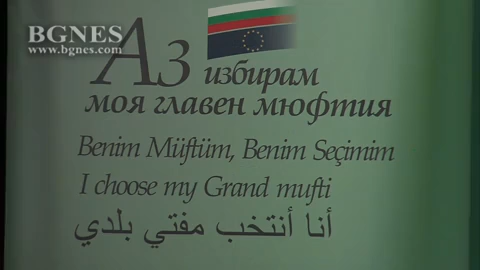 BGNES
www.bgnes.com
Аз избирам
моя главен мюфтия
Benim Müftüm, Benim Seçimim
I choose my Grand mufti
أنا أنتخب مفتي بلدي